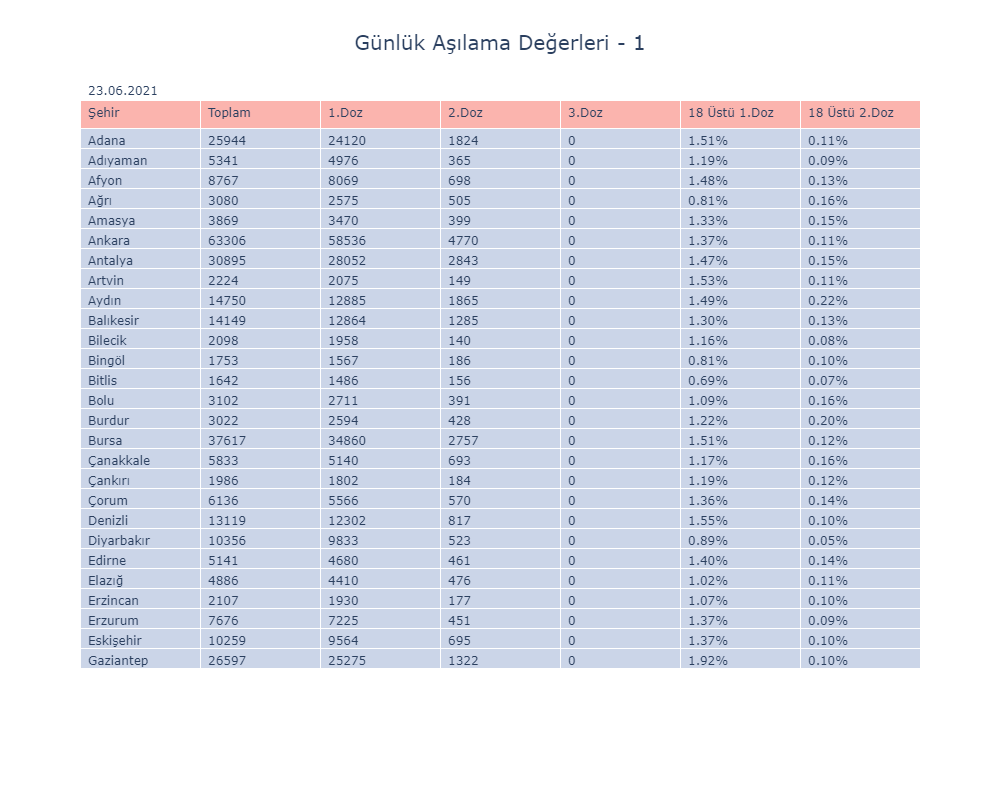 Günlük Aşılama Değerleri - 1
23.06.2021
Şehir Toplam 1.Doz 2.Doz 3.Doz 18 Üstü 1.Doz 18 Üstü 2.Doz
Adana 25944 24120 1824 0 1.51% 0.11%
Adıyaman 5341 4976 365 0 1.19% 0.09%
Afyon 8767 8069 698 0 1.48% 0.13%
Ağrı 3080 2575 505 0 0.81% 0.16%
Amasya 3869 3470 399 0 1.33% 0.15%
Ankara 63306 58536 4770 0 1.37% 0.11%
Antalya 30895 28052 2843 0 1.47% 0.15%
Artvin 2224 2075 149 0 1.53% 0.11%
Aydın 14750 12885 1865 0 1.49% 0.22%
Balıkesir 14149 12864 1285 0 1.30% 0.13%
Bilecik 2098 1958 140 0 1.16% 0.08%
Bingöl 1753 1567 186 0 0.81% 0.10%
Bitlis 1642 1486 156 0 0.69% 0.07%
Bolu 3102 2711 391 0 1.09% 0.16%
Burdur 3022 2594 428 0 1.22% 0.20%
Bursa 37617 34860 2757 0 1.51% 0.12%
Çanakkale 5833 5140 693 0 1.17% 0.16%
Çankırı 1986 1802 184 0 1.19% 0.12%
Çorum 6136 5566 570 0 1.36% 0.14%
Denizli 13119 12302 817 0 1.55% 0.10%
Diyarbakır 10356 9833 523 0 0.89% 0.05%
Edirne 5141 4680 461 0 1.40% 0.14%
Elazığ 4886 4410 476 0 1.02% 0.11%
Erzincan 2107 1930 177 0 1.07% 0.10%
Erzurum 7676 7225 451 0 1.37% 0.09%
Eskişehir 10259 9564 695 0 1.37% 0.10%
Gaziantep 26597 25275 1322 0 1.92% 0.10%